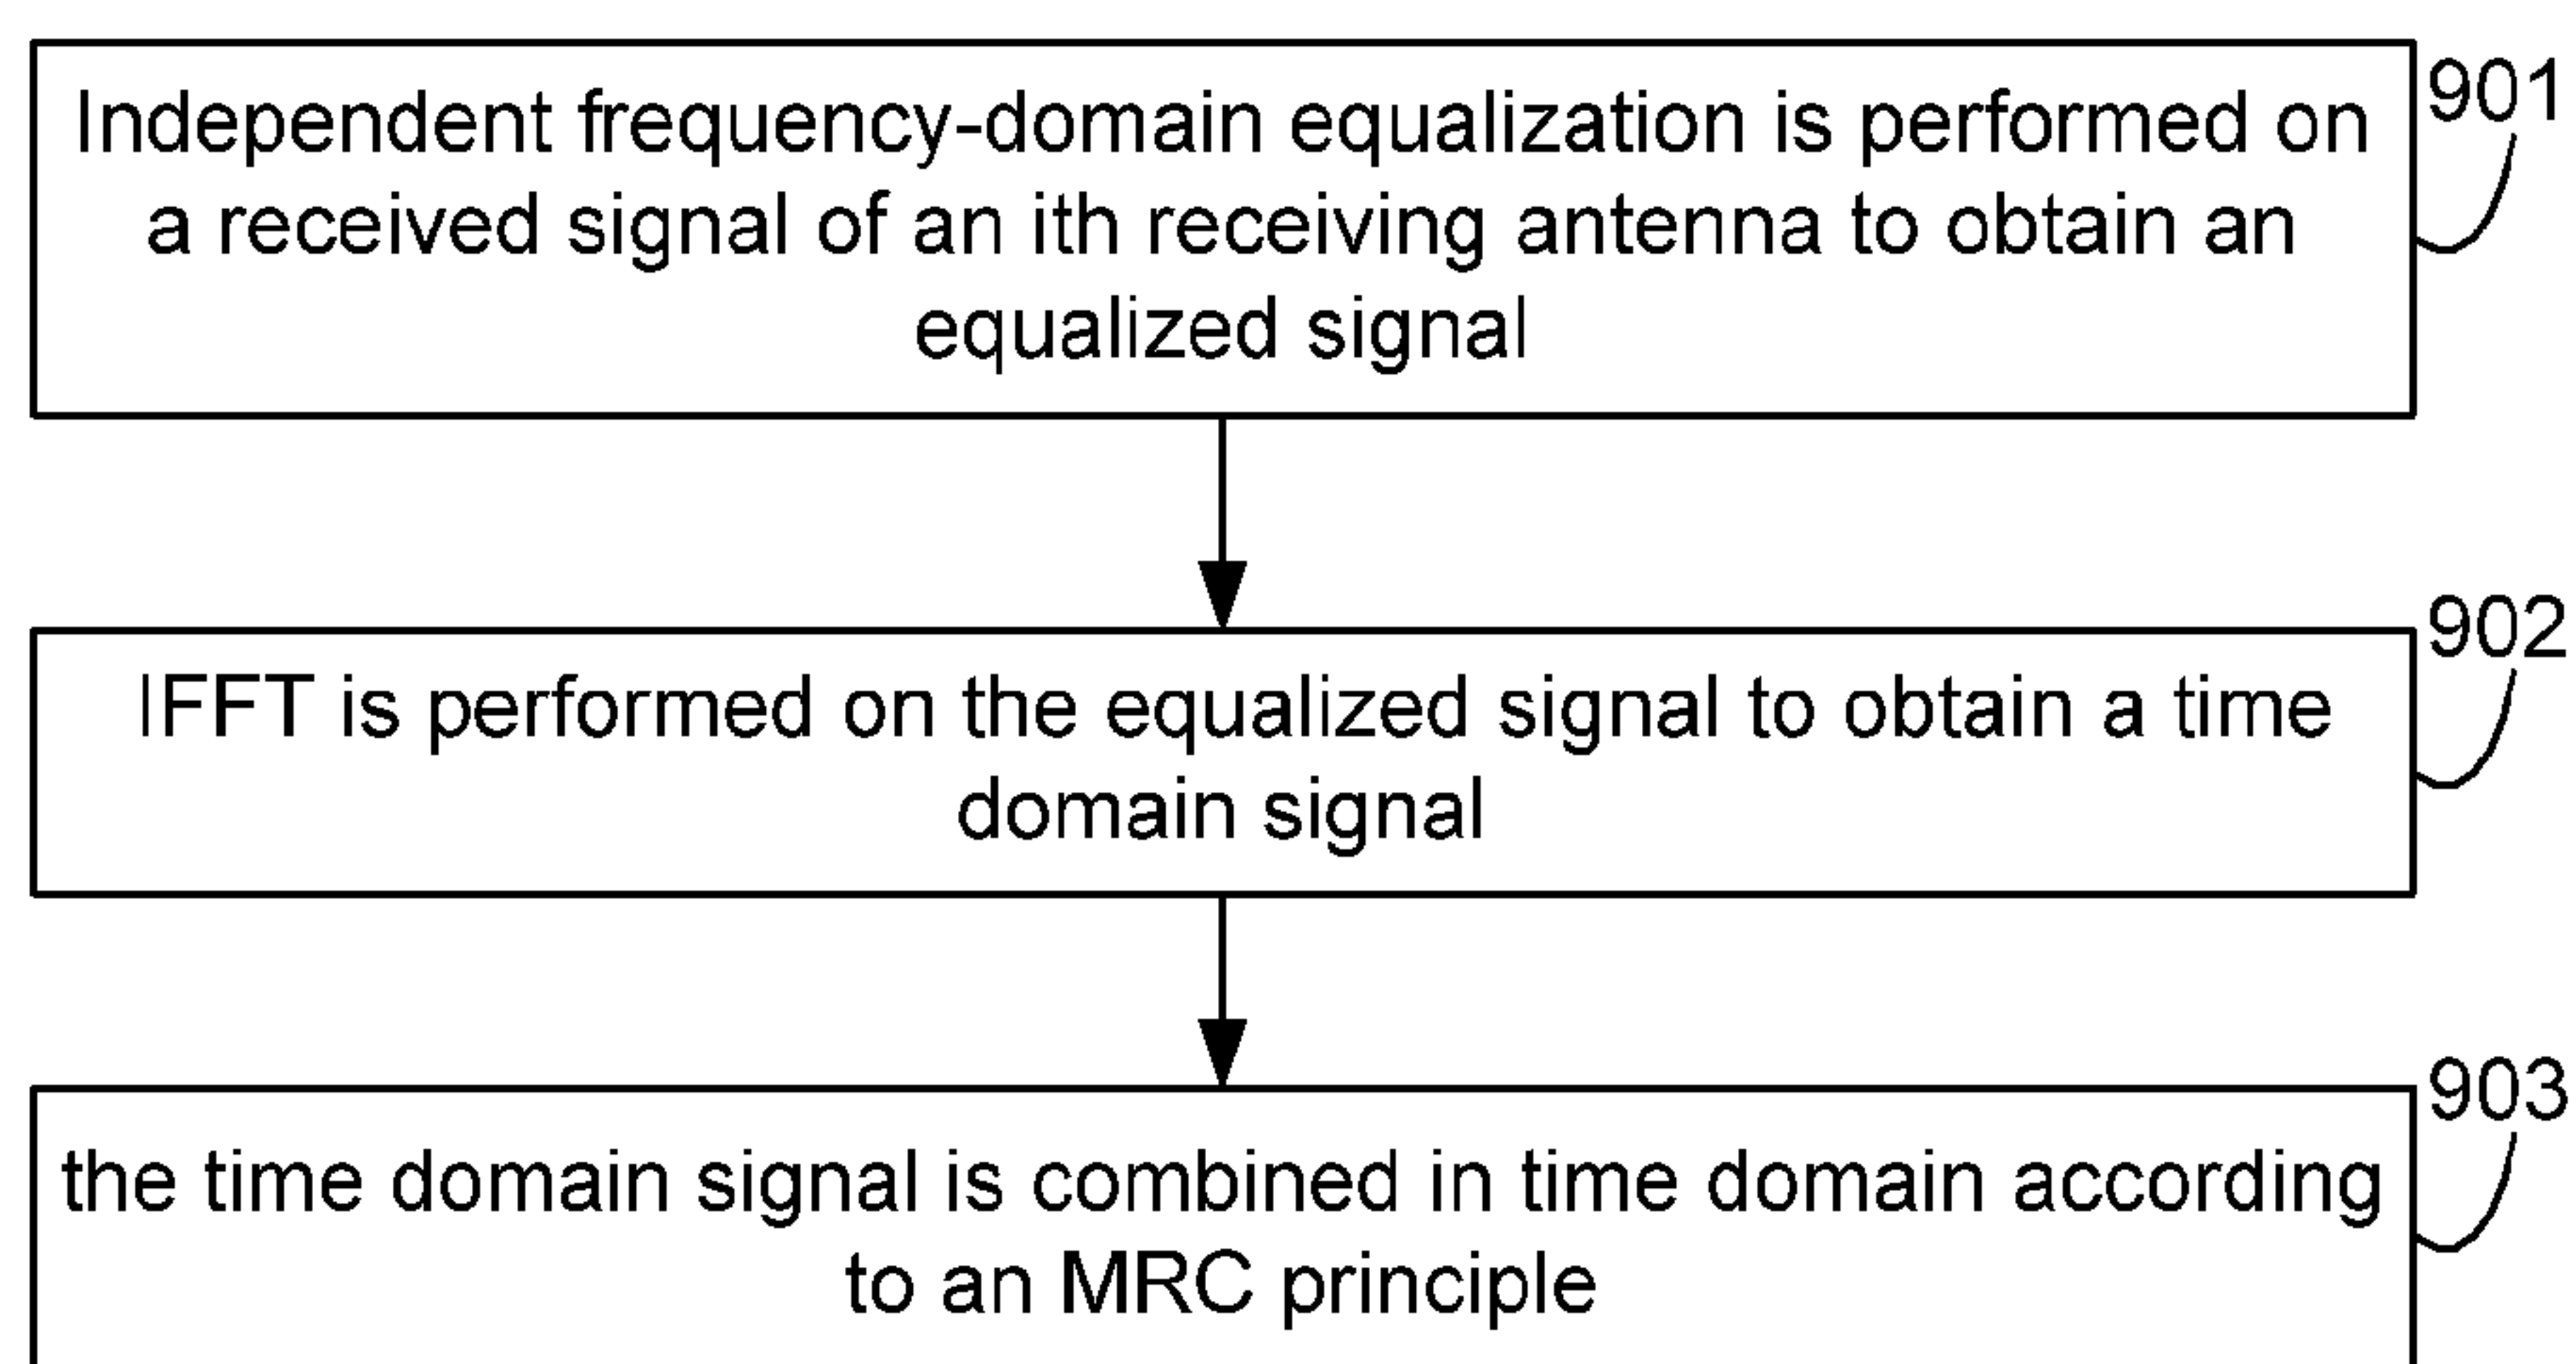 Independent frequency-domain equalization is performed on
901
a received signal of an ith receiving antenna to obtain an
equalized signal
902
IFFT is performed on the equalized signal to obtain a time
domain signal
903
the time domain signal is combined in time domain according
to an MRC principle